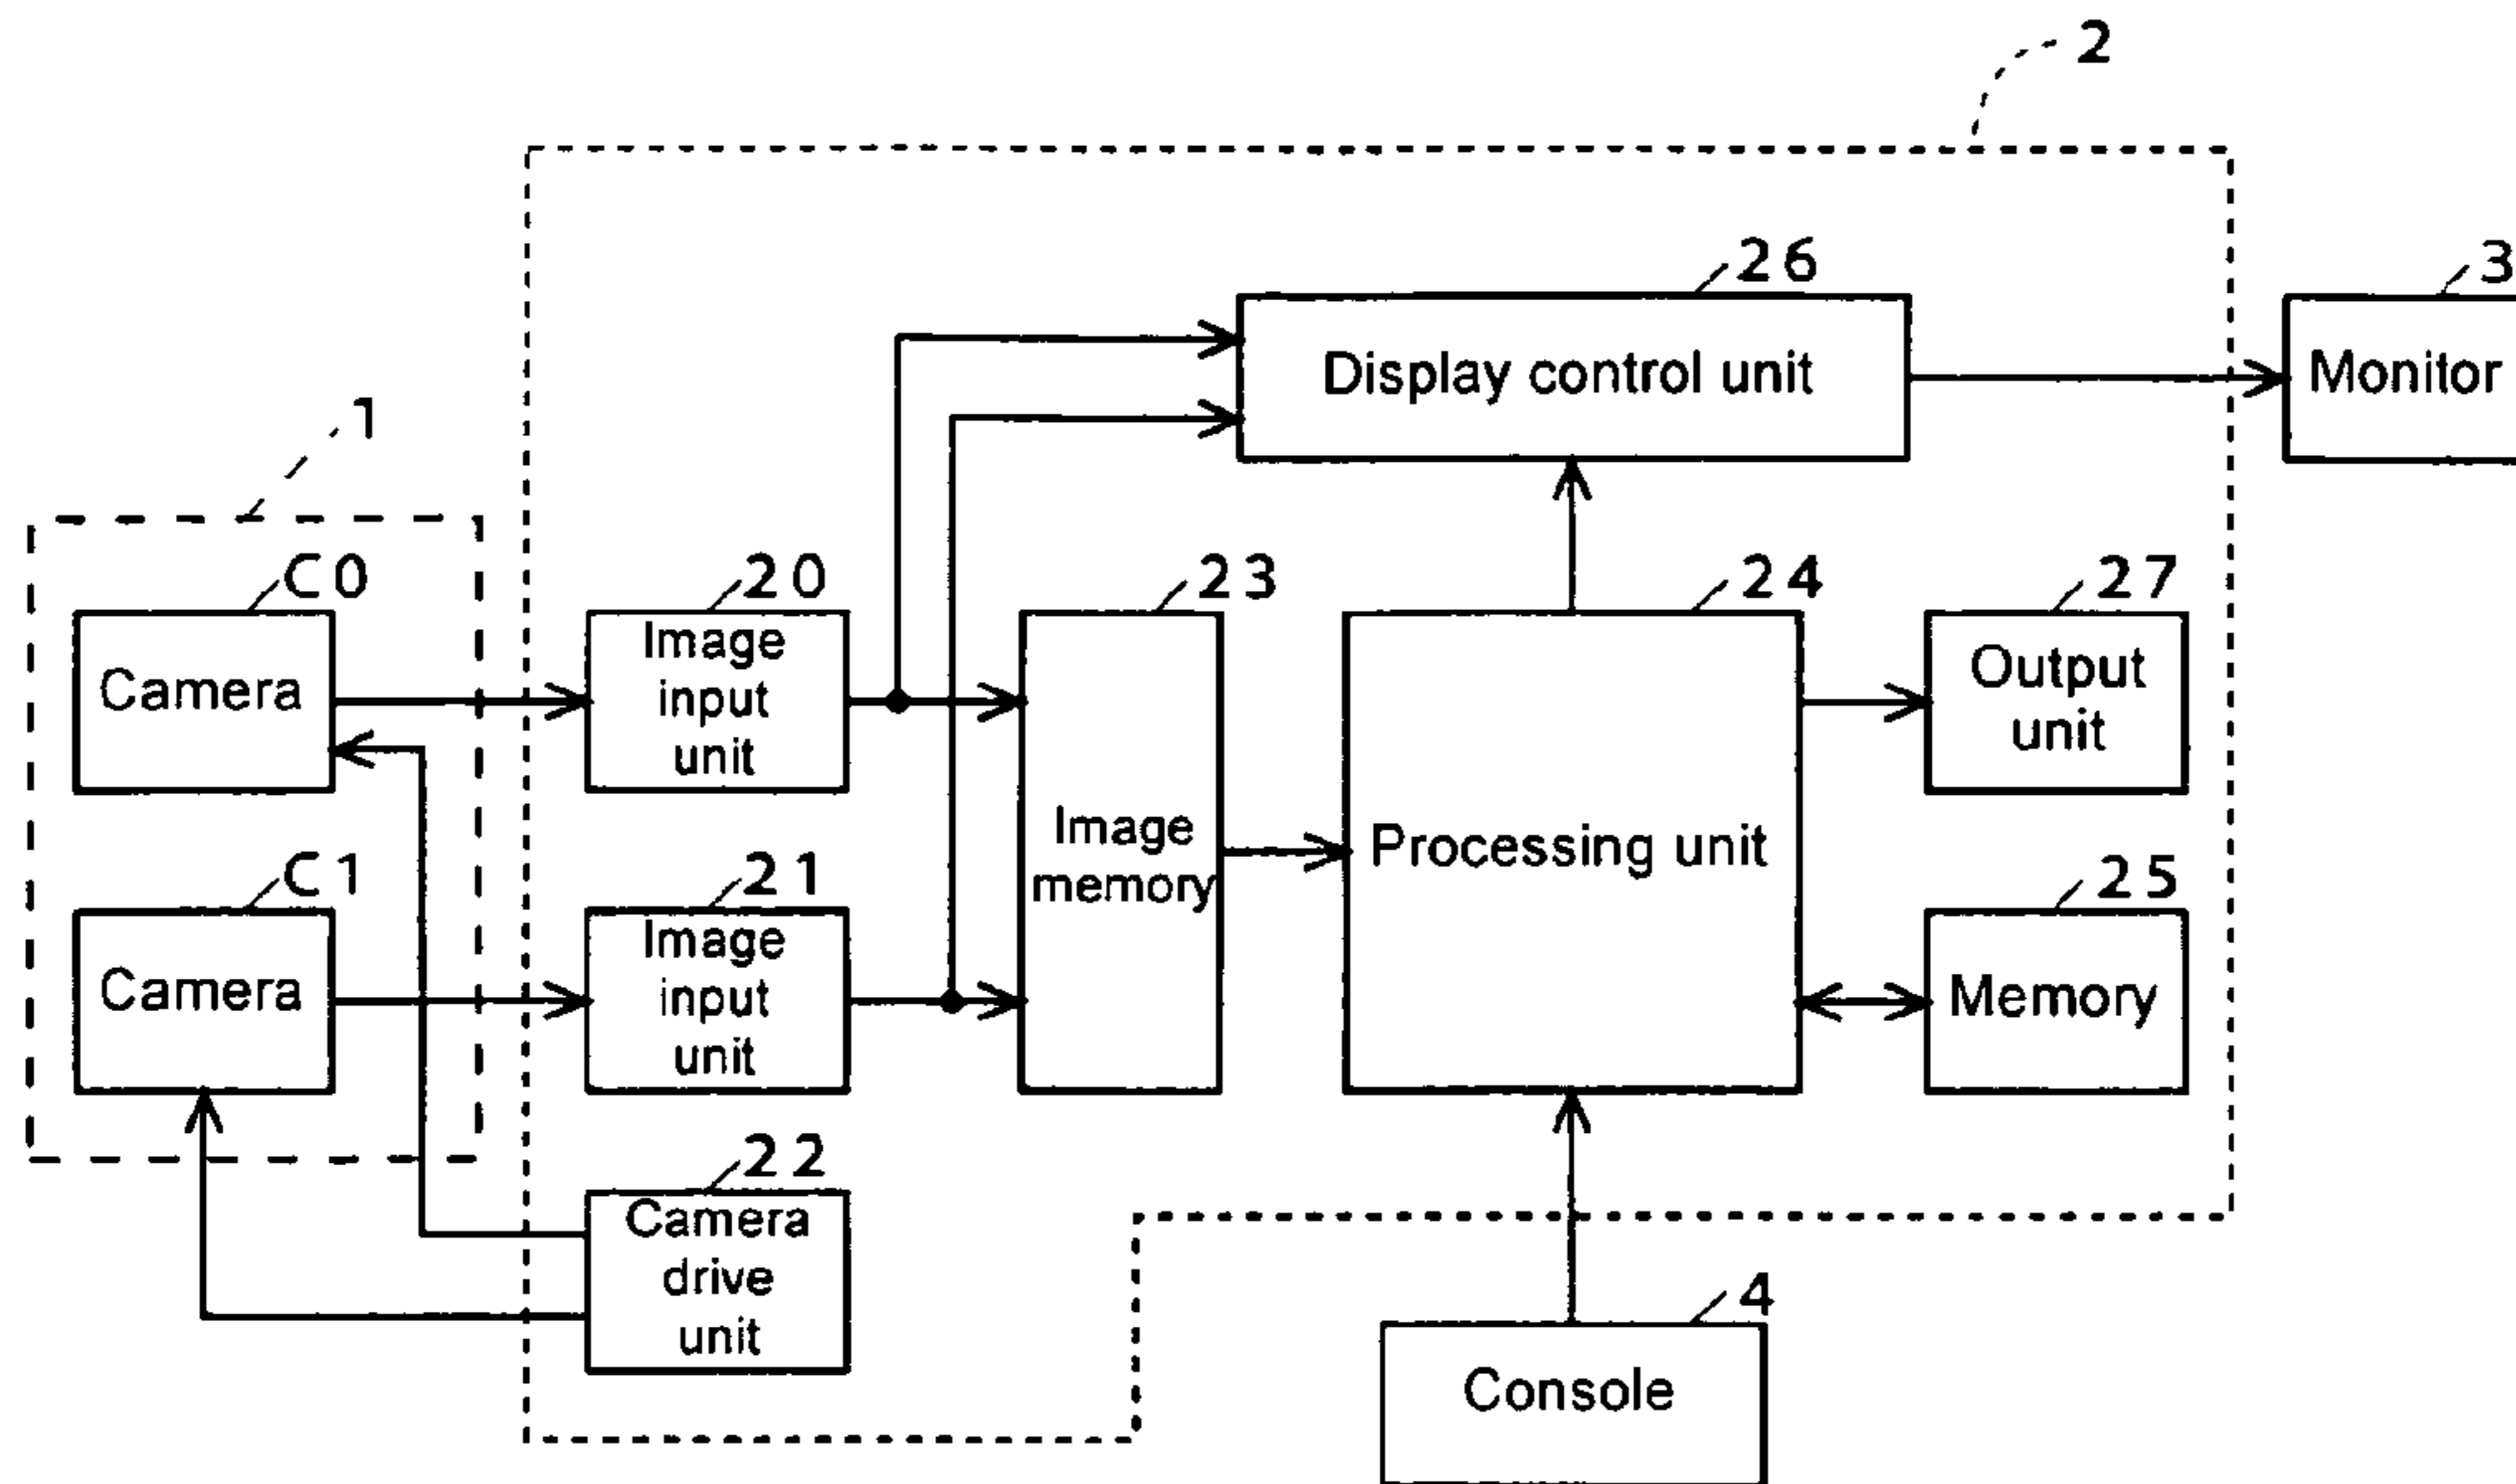 2
26
Display control unit
3
Monitor
1
C0
Camera
20
Image
input
unit
23
Image
memory
24
Processing unit
27
Output
unit
C1
Camera
21
Image
input
unit
25
Memory
22
Camera
drive
unit
4
Console